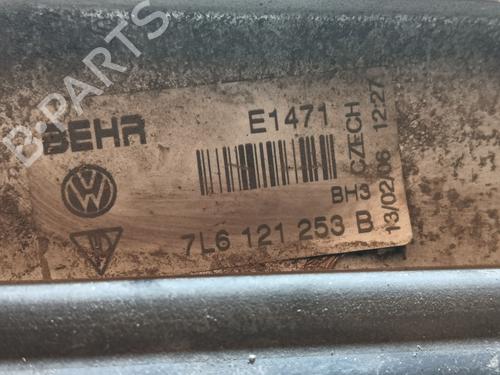 B-PARTS
BEHR
E1471
BH3
7L6 121 253 B
CZECH
13/02/06 12:27